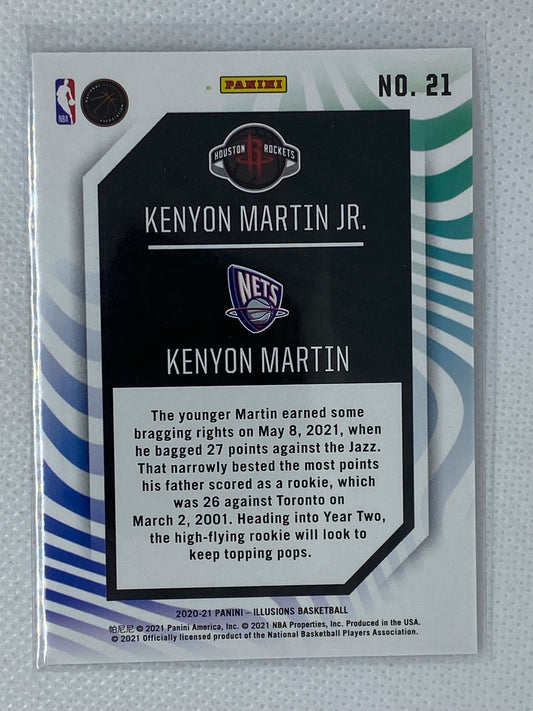 NBA
PANINI
NO. 21
HOUSTON ROCKETS
KENYON MARTIN JR.
NETS
KENYON MARTIN
The younger Martin earned some
bragging rights on May 8, 2021, when
he bagged 27 points against the Jazz.
That narrowly bested the most points
his father scored as a rookie, which
was 26 against Toronto on
March 2, 2001. Heading into Year Two,
the high-flying rookie will look to
keep topping pops.
2020-21 PANINI – ILLUSIONS BASKETBALL
帕尼尼 © 2021 Panini America, Inc. © 2021 NBA Properties, Inc. Produced in the USA.
© 2021 Officially licensed product of the National Basketball Players Association.